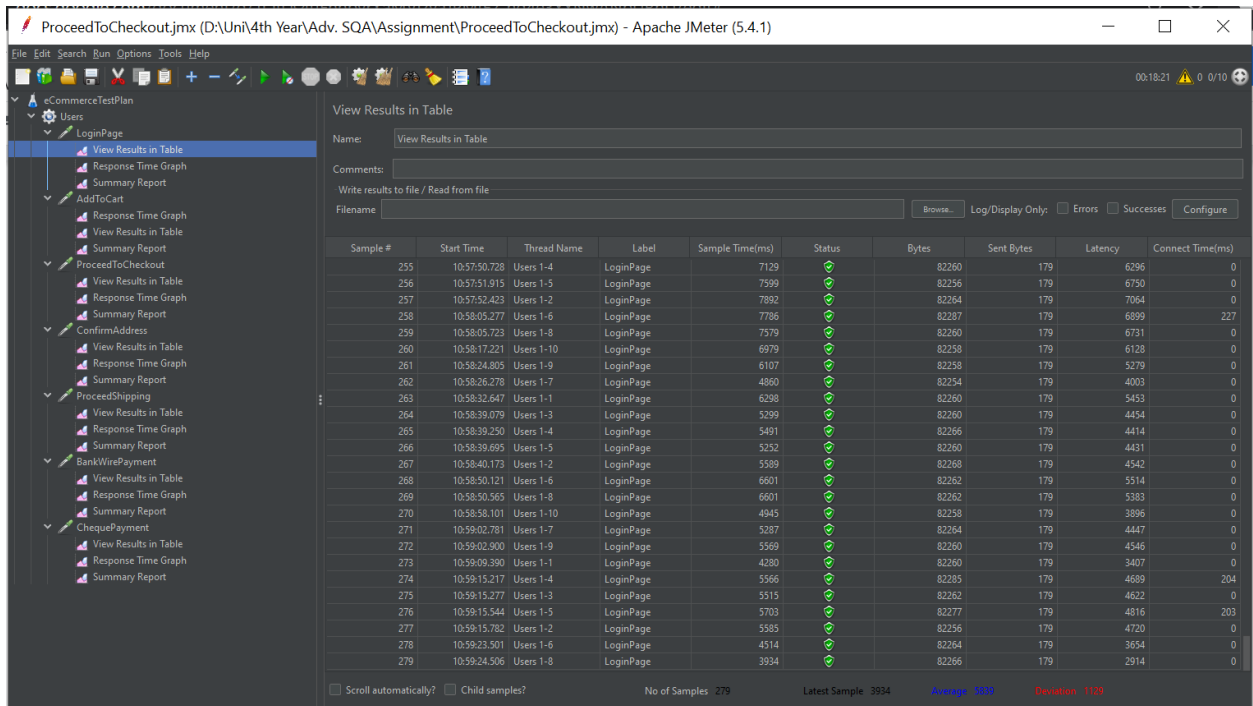 ProceedToCheckout.jmx (D:\Uni\4th Year\Adv. SQA\Assignment\ProceedToCheckout.jmx) - Apache JMeter (5.4.1)
File Edit Search Run Options Tools Help
00:18:21 0 0/10
eCommerceTestPlan
Users
LoginPage
View Results in Table
Response Time Graph
Summary Report
AddToCart
Response Time Graph
View Results in Table
Summary Report
ProceedToCheckout
View Results in Table
Response Time Graph
Summary Report
ConfirmAddress
View Results in Table
Response Time Graph
Summary Report
ProceedShipping
View Results in Table
Response Time Graph
Summary Report
BankWirePayment
View Results in Table
Response Time Graph
Summary Report
ChequePayment
View Results in Table
Response Time Graph
Summary Report
View Results in Table
Name: View Results in Table
Comments:
Write results to file / Read from file
Filename Browse... Log/Display Only: Errors Successes Configure
Sample # Start Time Thread Name Label Sample Time(ms) Status Bytes Sent Bytes Latency Connect Time(ms)
255 10:57:50.728 Users 1-4 LoginPage 7129 82260 179 6296 0
256 10:57:51.915 Users 1-5 LoginPage 7599 82256 179 6750 0
257 10:57:52.423 Users 1-2 LoginPage 7892 82264 179 7064 0
258 10:58:05.277 Users 1-6 LoginPage 7786 82287 179 6899 227
259 10:58:05.723 Users 1-8 LoginPage 7579 82260 179 6731 0
260 10:58:17.221 Users 1-10 LoginPage 6979 82258 179 6128 0
261 10:58:24.805 Users 1-9 LoginPage 6107 82258 179 5279 0
262 10:58:26.278 Users 1-7 LoginPage 4860 82254 179 4003 0
263 10:58:32.647 Users 1-1 LoginPage 6298 82260 179 5453 0
264 10:58:39.079 Users 1-3 LoginPage 5299 82260 179 4454 0
265 10:58:39.250 Users 1-4 LoginPage 5491 82266 179 4414 0
266 10:58:39.695 Users 1-5 LoginPage 5252 82260 179 4431 0
267 10:58:40.173 Users 1-2 LoginPage 5589 82268 179 4542 0
268 10:58:50.121 Users 1-6 LoginPage 6601 82262 179 5514 0
269 10:58:50.565 Users 1-8 LoginPage 6601 82262 179 5383 0
270 10:58:58.101 Users 1-10 LoginPage 4945 82258 179 3896 0
271 10:59:02.781 Users 1-7 LoginPage 5287 82264 179 4447 0
272 10:59:02.900 Users 1-9 LoginPage 5569 82260 179 4546 0
273 10:59:09.390 Users 1-1 LoginPage 4280 82260 179 3407 0
274 10:59:15.217 Users 1-4 LoginPage 5566 82285 179 4689 204
275 10:59:15.277 Users 1-3 LoginPage 5515 82262 179 4622 0
276 10:59:15.544 Users 1-5 LoginPage 5703 82277 179 4816 203
277 10:59:15.782 Users 1-2 LoginPage 5585 82256 179 4720 0
278 10:59:23.501 Users 1-6 LoginPage 4514 82264 179 3654 0
279 10:59:24.506 Users 1-8 LoginPage 3934 82266 179 2914 0
Scroll automatically? Child samples? No of Samples 279 Latest Sample 3934 Average 5839 Deviation 1129